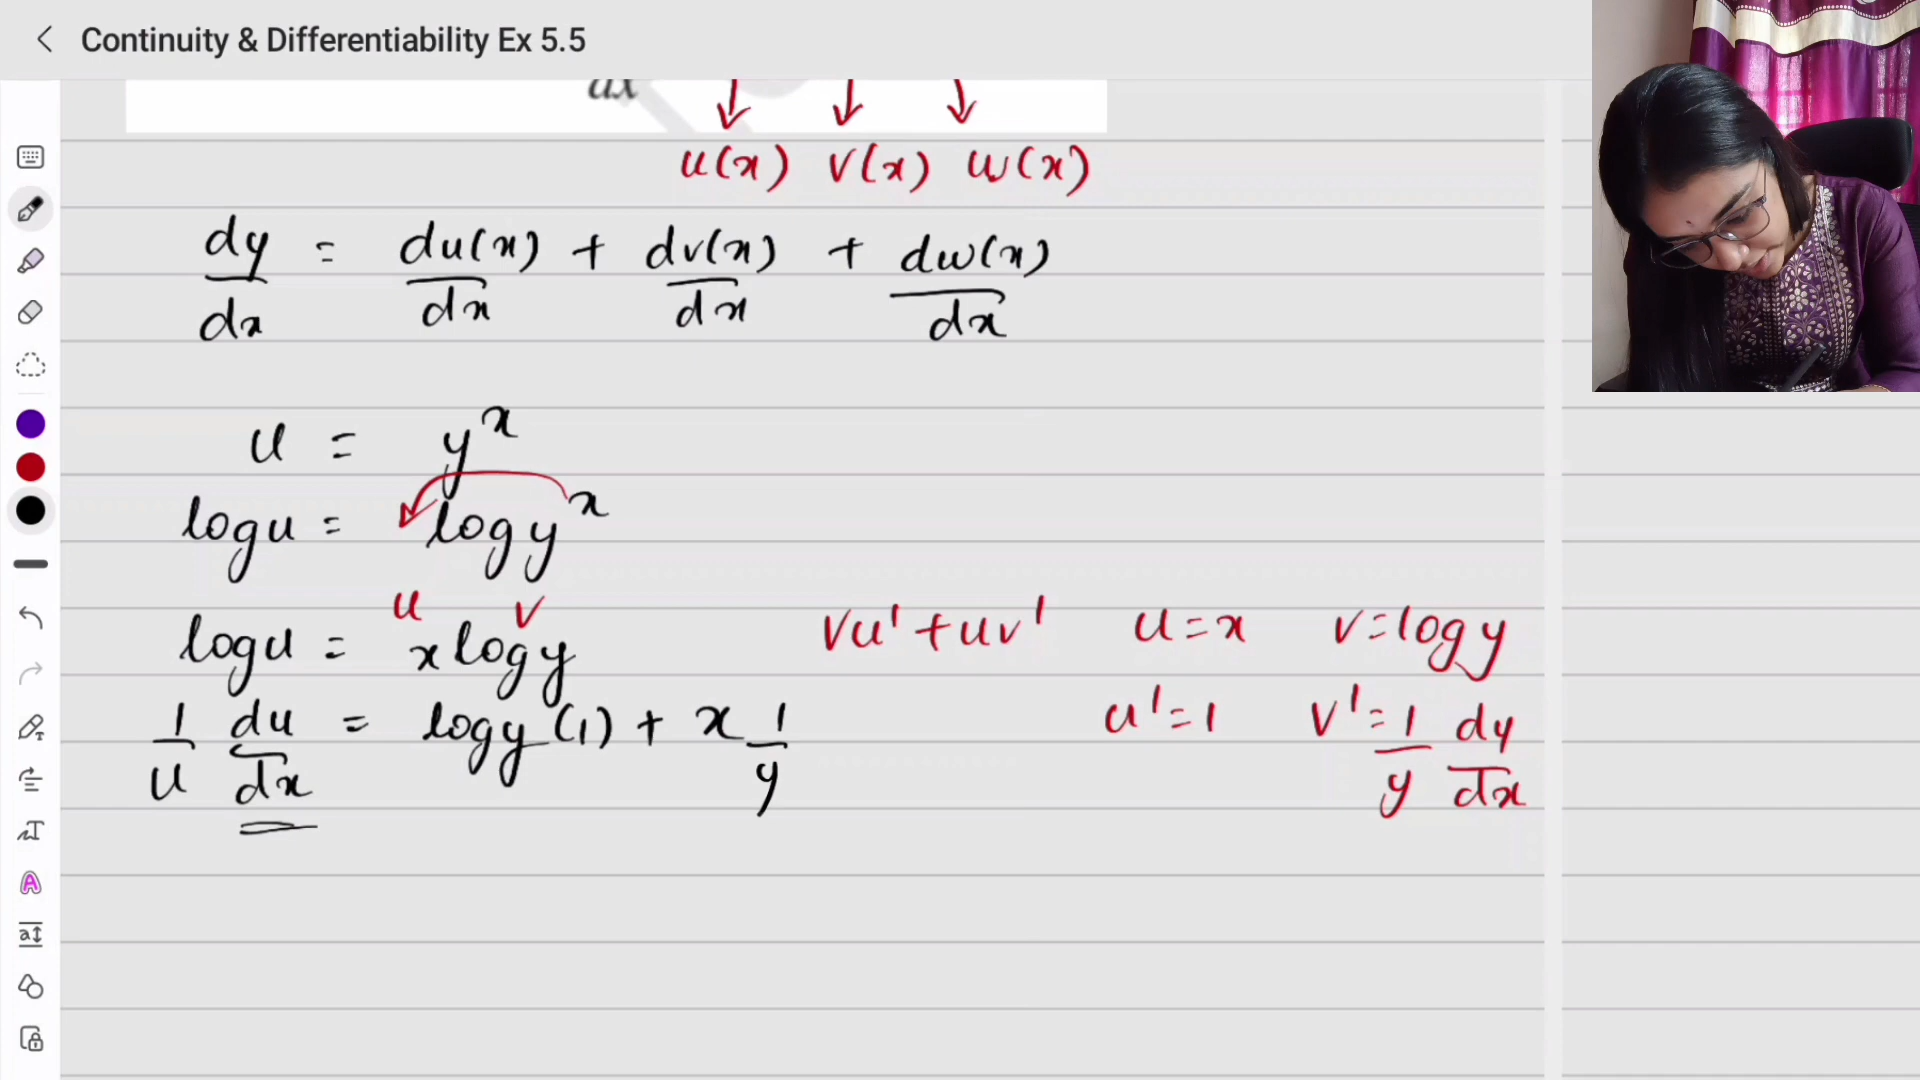 Continuity & Differentiability Ex 5.5
dx
u(x) v(x) w(x)
dy/dx = du(x)/dx + dv(x)/dx + dw(x)/dx
u = y^x
log u = log y^x
u v
log u = x log y vu' + uv' u = x v = log y
1/u du/dx = log y (1) + x 1/y u' = 1 v' = 1/y dy/dx